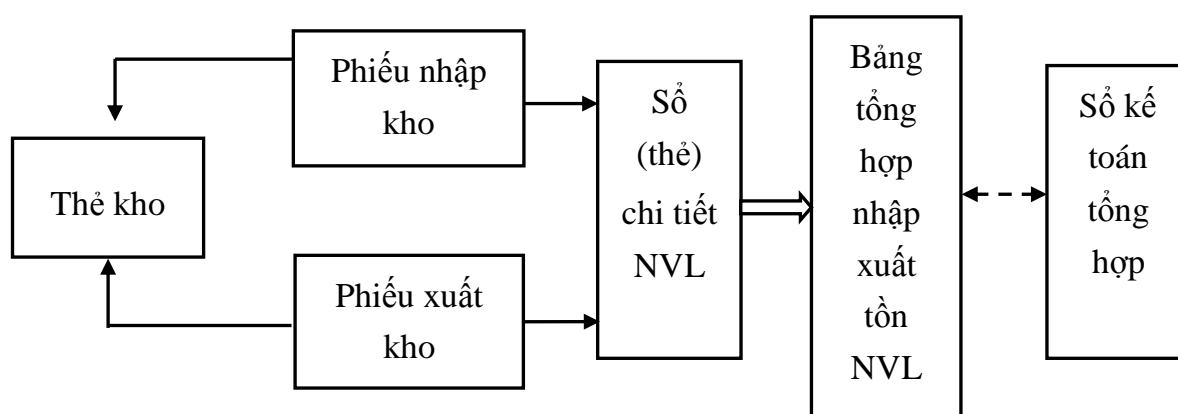 Thẻ kho
Phiếu nhập
kho
Phiếu xuất
kho
Sổ
(thẻ)
chi tiết
NVL
Bảng
tổng
hợp
nhập
xuất
tồn
NVL
Sổ kế
toán
tổng
hợp